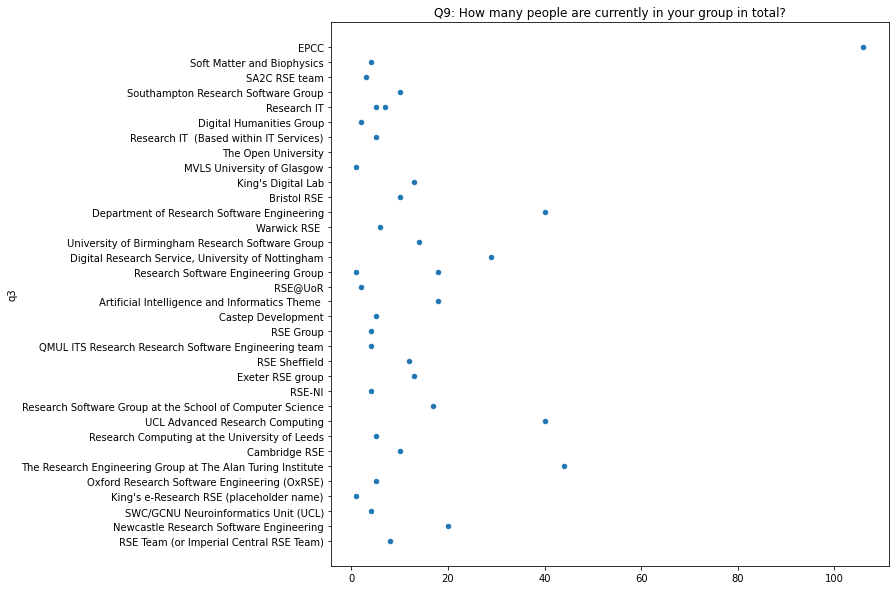 Q9: How many people are currently in your group in total?
EPCC
Soft Matter and Biophysics
SA2C RSE team
Southampton Research Software Group
Research IT
Digital Humanities Group
Research IT  (Based within IT Services)
The Open University
MVLS University of Glasgow
King's Digital Lab
Bristol RSE
Department of Research Software Engineering
Warwick RSE
University of Birmingham Research Software Group
Digital Research Service, University of Nottingham
Research Software Engineering Group
RSE@UoR
Artificial Intelligence and Informatics Theme
Castep Development
RSE Group
QMUL ITS Research Research Software Engineering team
RSE Sheffield
Exeter RSE group
RSE-NI
Research Software Group at the School of Computer Science
UCL Advanced Research Computing
Research Computing at the University of Leeds
Cambridge RSE
The Research Engineering Group at The Alan Turing Institute
Oxford Research Software Engineering (OxRSE)
King's e-Research RSE (placeholder name)
SWC/GCNU Neuroinformatics Unit (UCL)
Newcastle Research Software Engineering
RSE Team (or Imperial Central RSE Team)
q3
0 20 40 60 80 100